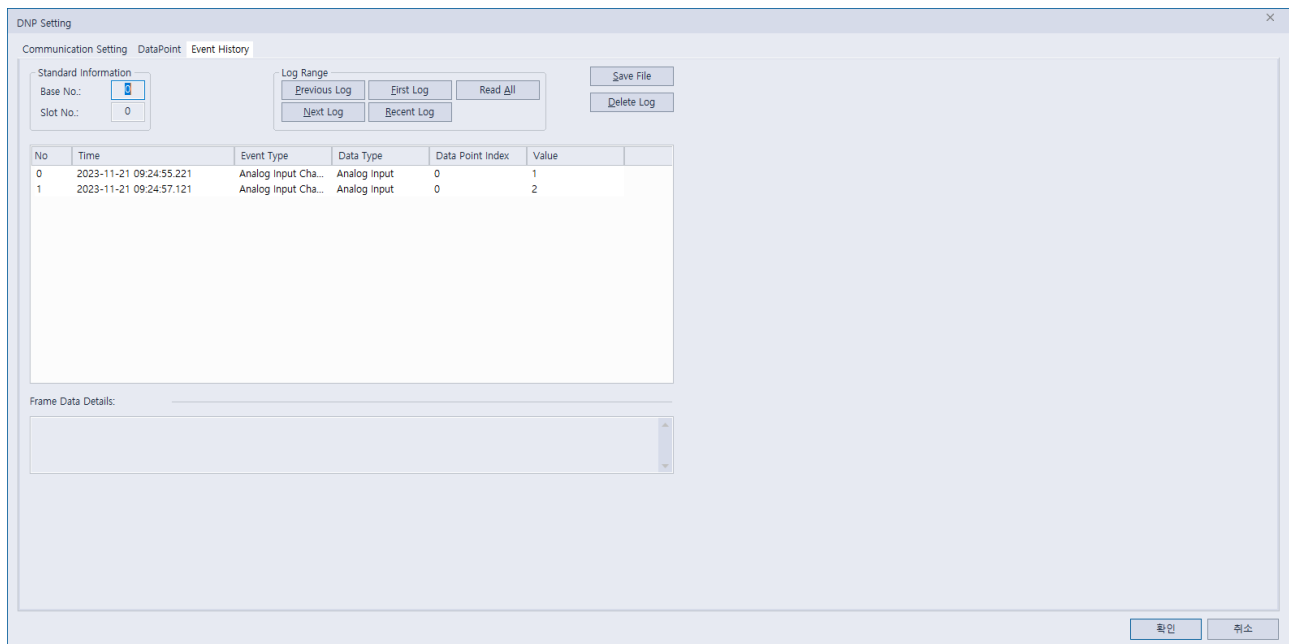 DNP Setting
Communication Setting DataPoint Event History
Standard Information
Base No.: 0
Slot No.: 0
Log Range
Previous Log First Log Read All
Next Log Recent Log
Save File
Delete Log
No Time Event Type Data Type Data Point Index Value
0 2023-11-21 09:24:55.221 Analog Input Cha... Analog Input 0 1
1 2023-11-21 09:24:57.121 Analog Input Cha... Analog Input 0 2
Frame Data Details:
확인 취소